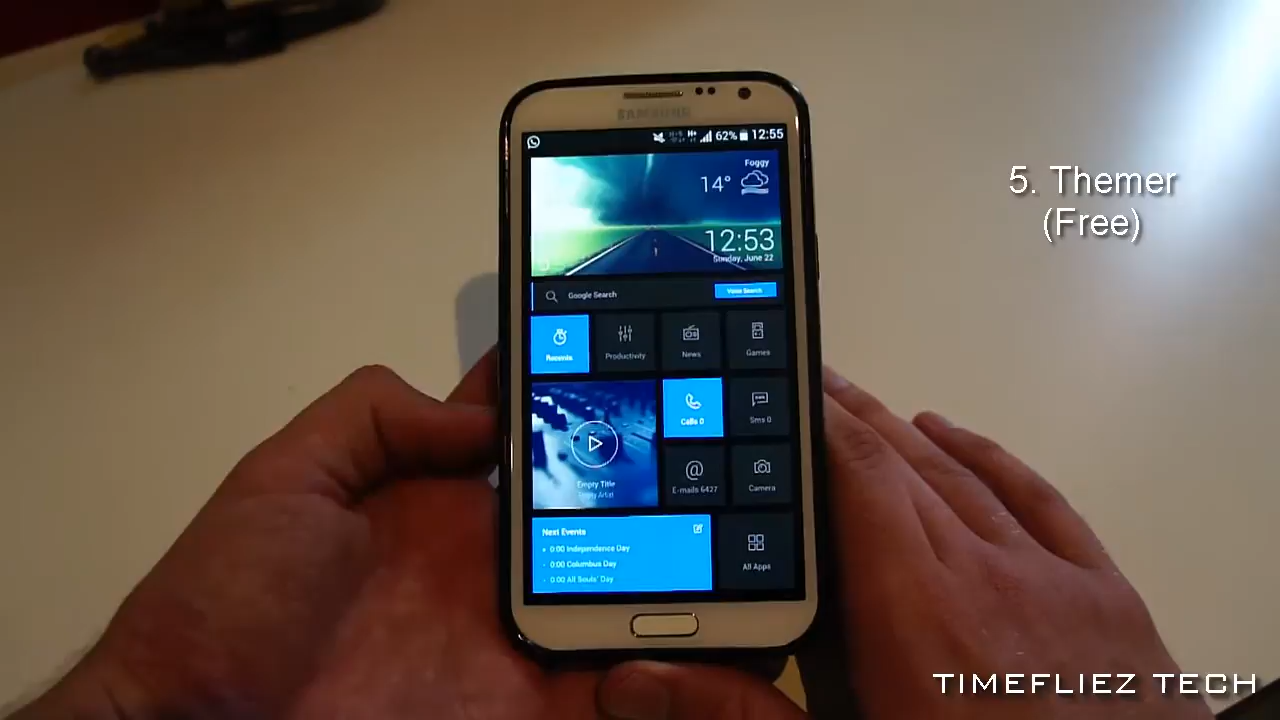 SAMSUNG
62% 12:55
Foggy
14°
12:53
Sunday, June 22
Google Search
Voice Search
Recents
Productivity
News
Games
Calls 0
Sms 0
Empty Title
Empty Artist
E-mails 6427
Camera
Next Events
0:00 Independence Day
0:00 Columbus Day
0:00 All Souls' Day
All Apps
5. Themer
(Free)
TIMEFLIEZ TECH